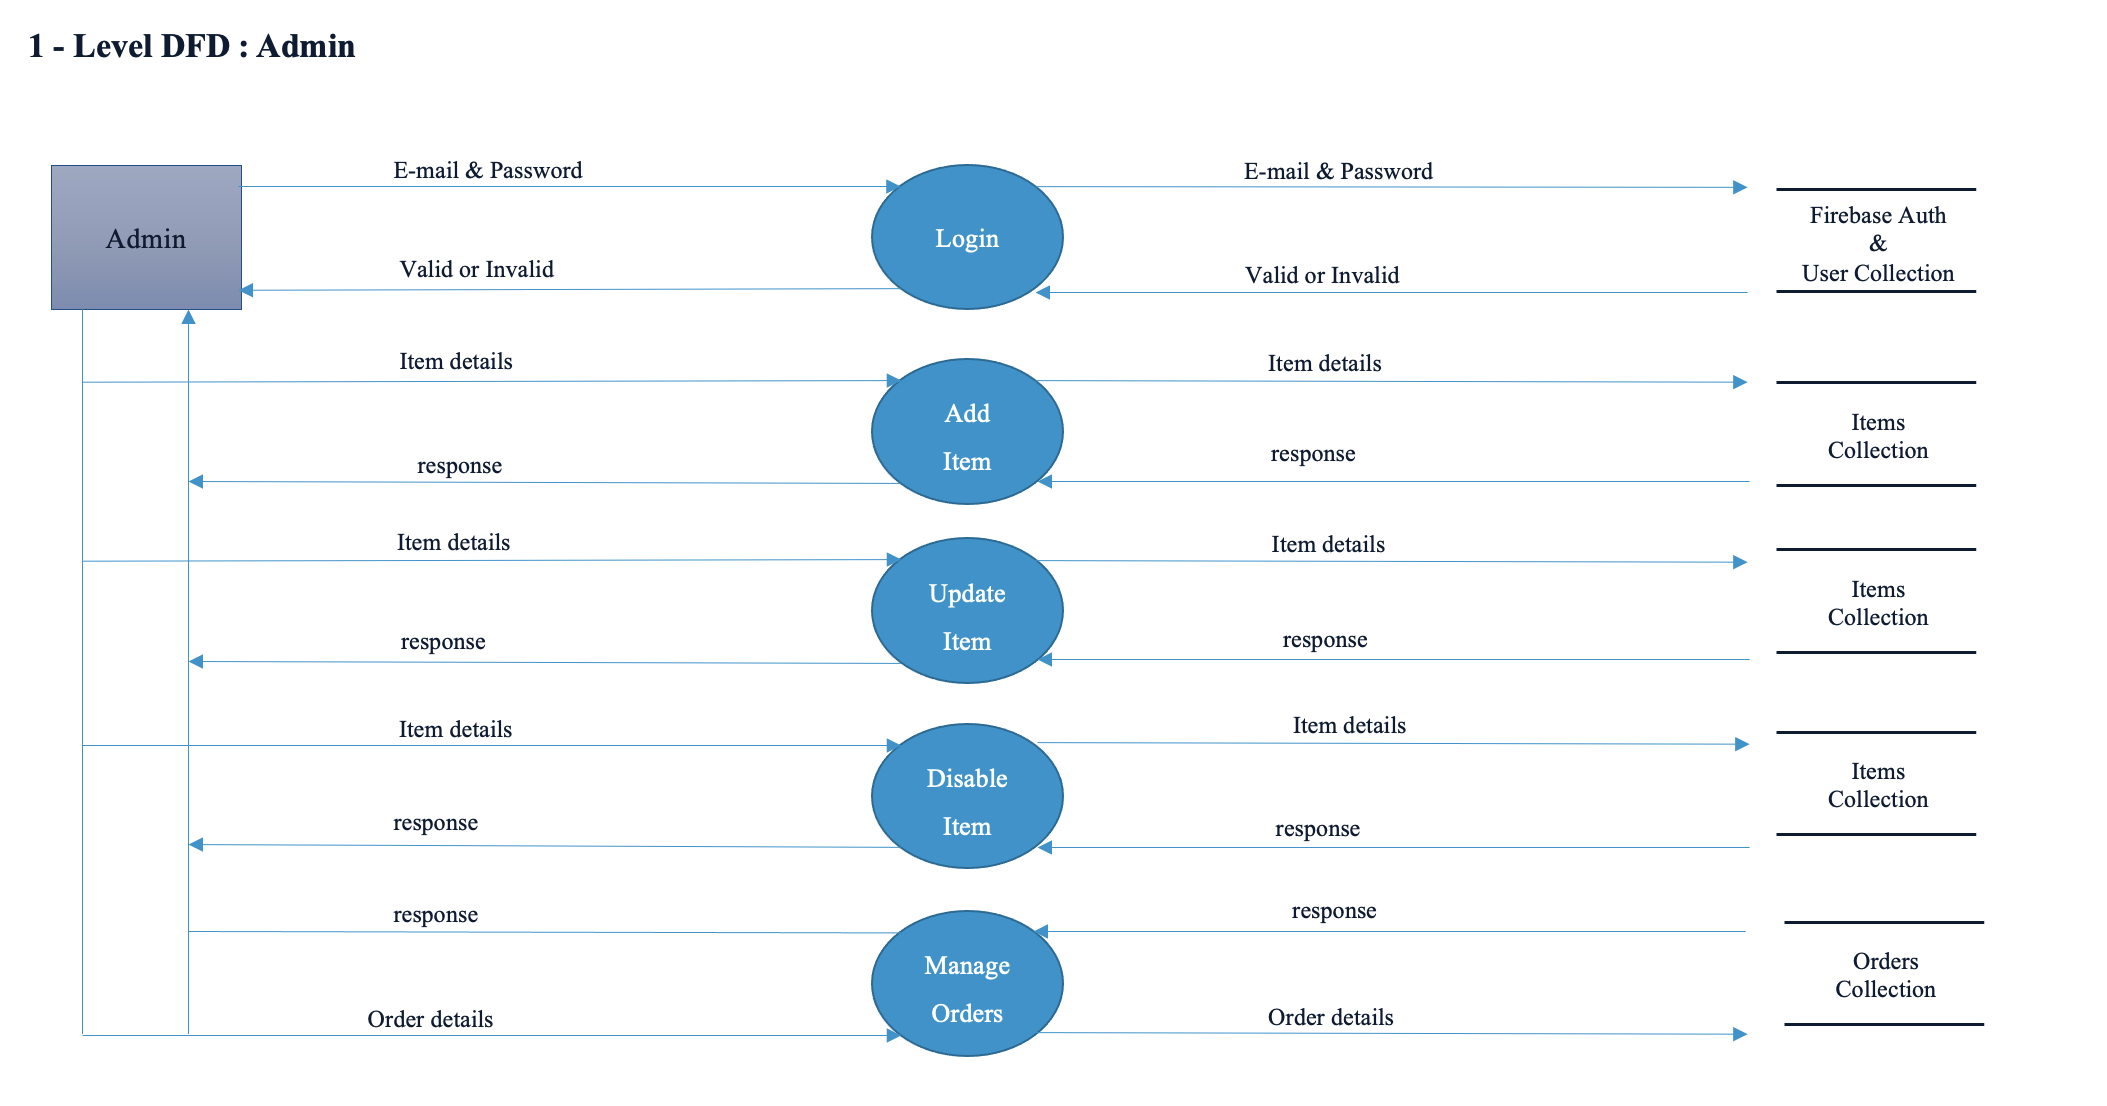 1 - Level DFD : Admin
E-mail & Password
E-mail & Password
Admin
Login
Firebase Auth
&
User Collection
Valid or Invalid
Valid or Invalid
Item details
Item details
Add
Item
Items
Collection
response
response
Item details
Item details
Update
Item
Items
Collection
response
response
Item details
Item details
Disable
Item
Items
Collection
response
response
response
response
Manage
Orders
Orders
Collection
Order details
Order details